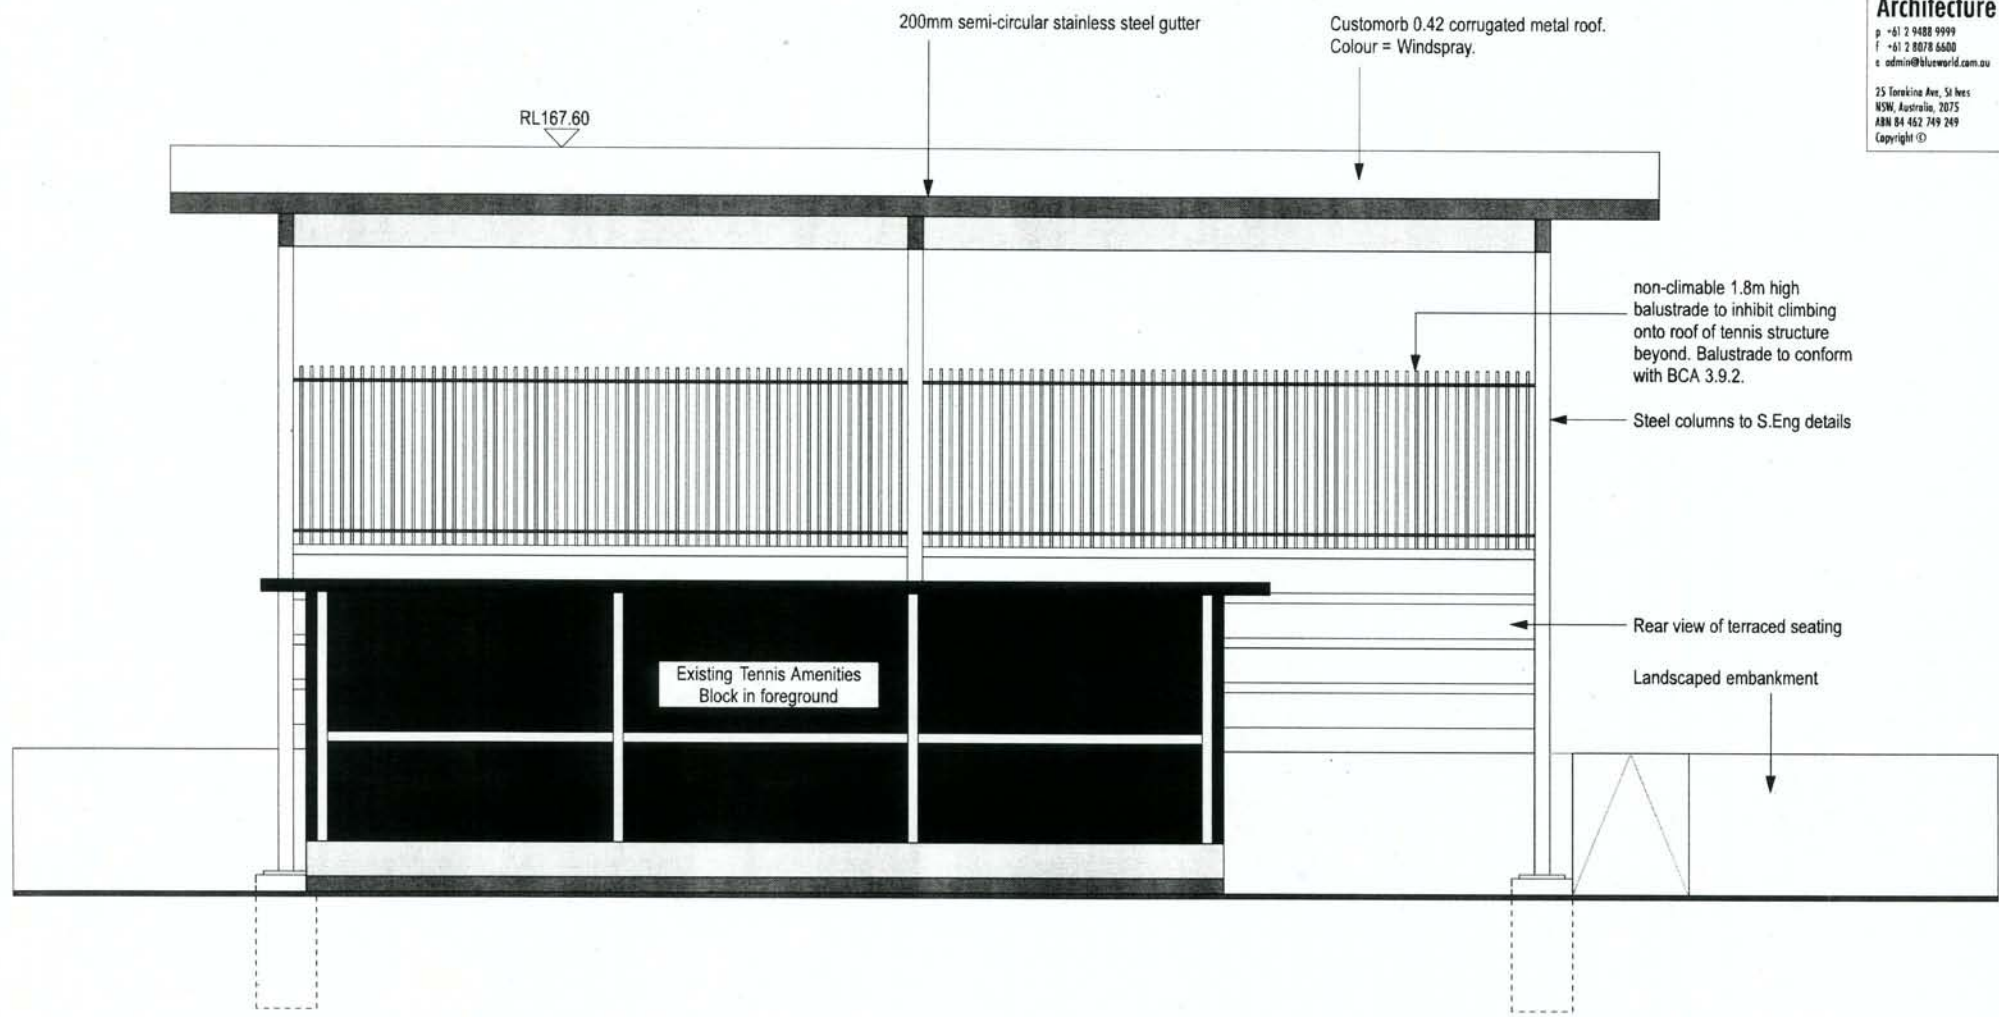 200mm semi-circular stainless steel gutter
Customorb 0.42 corrugated metal roof.
Colour = Windspray.
Architecture
p +61 2 9488 9999
f +61 2 8078 6600
e admin@blueworld.com.au
25 Torokina Ave, St Ives
NSW, Australia, 2075
ABN 84 462 749 249
Copyright ©
RL167.60
non-climable 1.8m high
balustrade to inhibit climbing
onto roof of tennis structure
beyond. Balustrade to conform
with BCA 3.9.2.
Steel columns to S.Eng details
Rear view of terraced seating
Existing Tennis Amenities
Block in foreground
Landscaped embankment